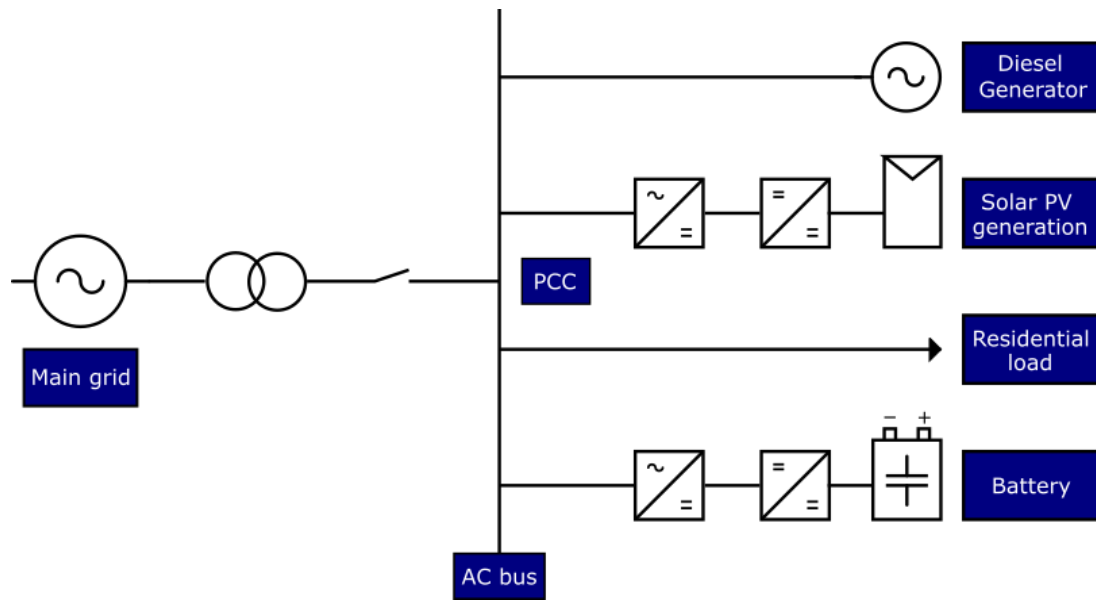 Diesel
Generator
Solar PV
generation
PCC
Main grid
Residential
load
− +
Battery
AC bus